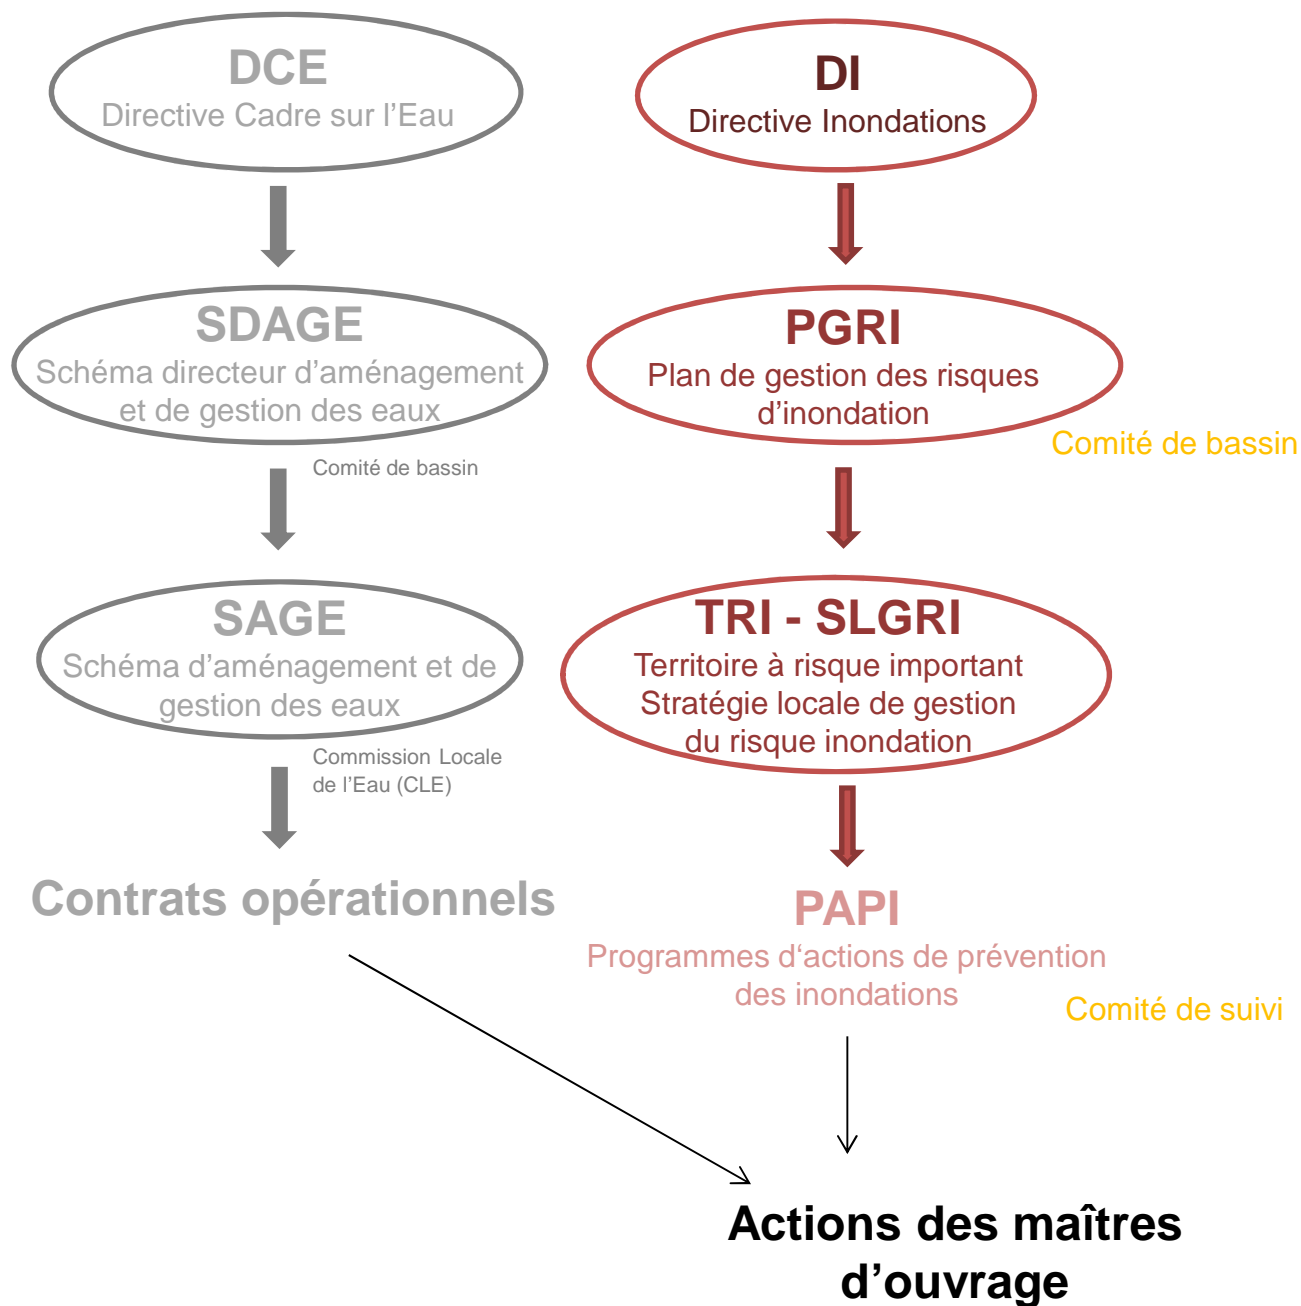 DCE
Directive Cadre sur l’Eau
SDAGE
Schéma directeur d’aménagement
et de gestion des eaux
Comité de bassin
SAGE
Schéma d’aménagement et de
gestion des eaux
Commission Locale
de l’Eau (CLE)
Contrats opérationnels
DI
Directive Inondations
PGRI
Plan de gestion des risques
d’inondation
Comité de bassin
TRI - SLGRI
Territoire à risque important
Stratégie locale de gestion
du risque inondation
PAPI
Programmes d‘actions de prévention
des inondations
Comité de suivi
Actions des maîtres
d’ouvrage